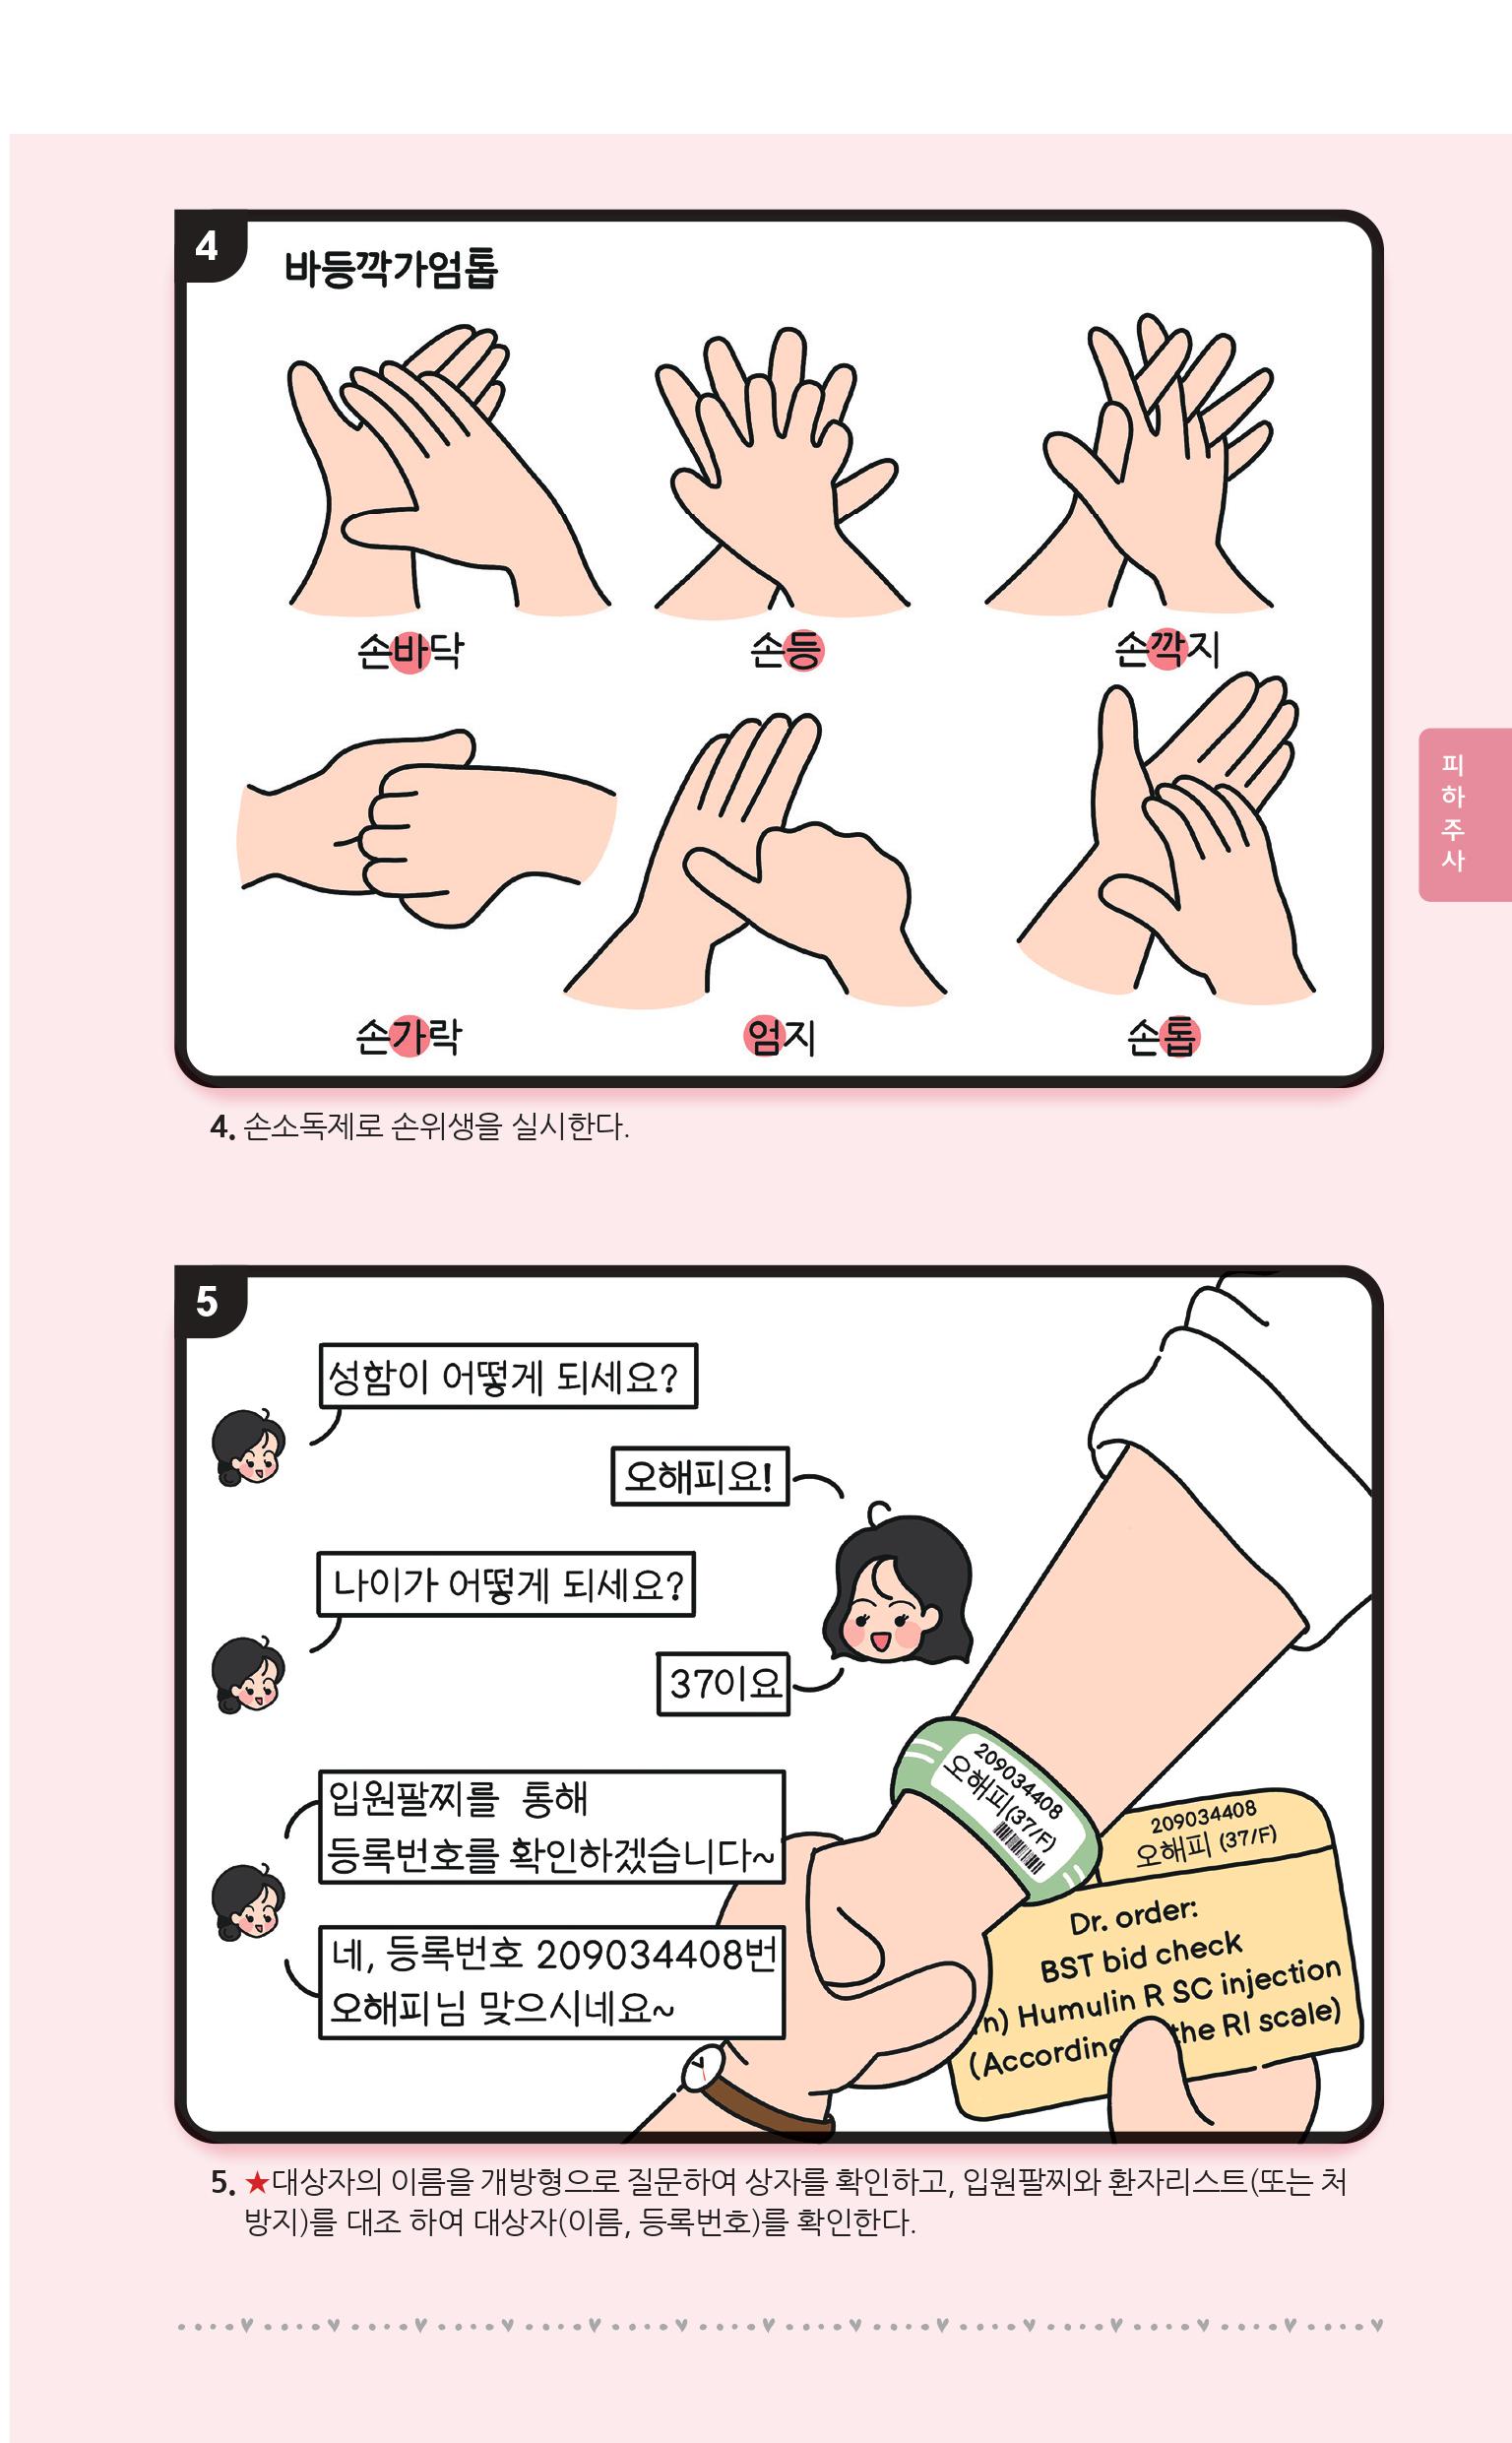 4
바등깍가엄톱
손바닥
손등
손깍지
손가락
엄지
손톱
4. 손소독제로 손위생을 실시한다.
피하주사
5
성함이 어떻게 되세요?
오해피요!
나이가 어떻게 되세요?
37이요
입원팔찌를 통해
등록번호를 확인하겠습니다~
네, 등록번호 209034408번
오해피님 맞으시네요~
209034408
오해피(37/F)
209034408
오해피 (37/F)
Dr. order:
BST bid check
n) Humulin R SC injection
(According the RI scale)
5. ★대상자의 이름을 개방형으로 질문하여 상자를 확인하고, 입원팔찌와 환자리스트(또는 처
방지)를 대조 하여 대상자(이름, 등록번호)를 확인한다.